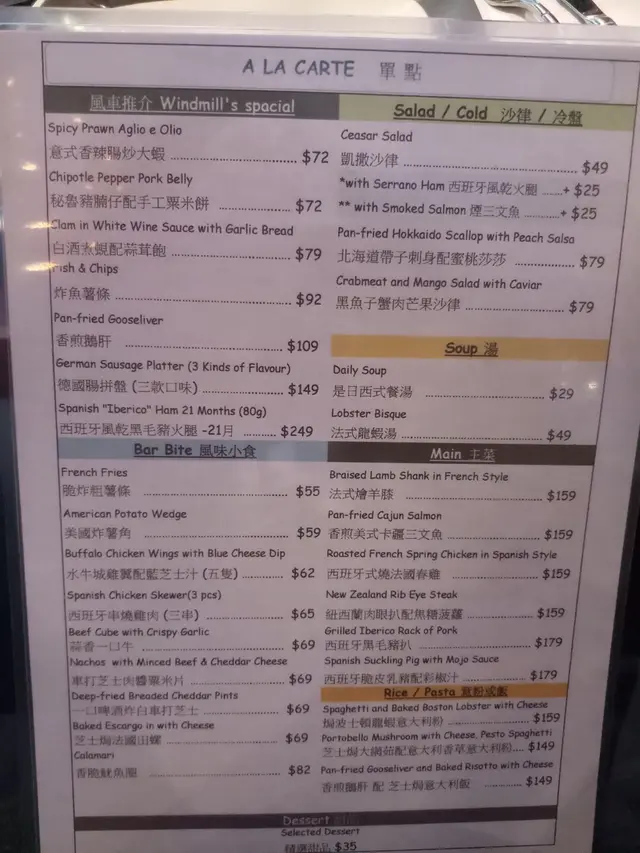 A LA CARTE 單點
風車推介 Windmill's spacial
Spicy Prawn Aglio e Olio
意式香辣腸炒大蝦 $72
Chipotle Pepper Pork Belly
秘魯豬腩仔配手工粟米餅 $72
Clam in White Wine Sauce with Garlic Bread
白酒煮蜆配蒜茸飽 $79
Fish & Chips
炸魚薯條 $92
Pan-fried Gooseliver
香煎鵝肝 $109
German Sausage Platter (3 Kinds of Flavour)
德國腸拼盤 (三款口味) $149
Spanish "Iberico" Ham 21 Months (80g)
西班牙風乾黑毛豬火腿 -21月 $249
Bar Bite 風味小食
French Fries
脆炸粗薯條 $55
American Potato Wedge
美國炸薯角 $59
Buffalo Chicken Wings with Blue Cheese Dip
水牛城雞翼配藍芝士汁 (五隻) $62
Spanish Chicken Skewer(3 pcs)
西班牙串燒雞肉 (三串) $65
Beef Cube with Crispy Garlic
蒜香一口牛 $69
Nachos with Minced Beef & Cheddar Cheese
車打芝士肉醬粟米片 $69
Deep-fried Breaded Cheddar Pints
一口啤酒炸白車打芝士 $69
Baked Escargo in with Cheese
芝士焗法國田螺 $69
Calamari
香脆魷魚圈 $82
Salad / Cold 沙律 / 冷盤
Ceasar Salad
凱撒沙律 $49
*with Serrano Ham 西班牙風乾火腿 + $25
** with Smoked Salmon 煙三文魚 + $25
Pan-fried Hokkaido Scallop with Peach Salsa
北海道帶子刺身配蜜桃莎莎 $79
Crabmeat and Mango Salad with Caviar
黑魚子蟹肉芒果沙律 $79
Soup 湯
Daily Soup
是日西式餐湯 $29
Lobster Bisque
法式龍蝦湯 $49
Main 主菜
Braised Lamb Shank in French Style
法式燴羊膝 $159
Pan-fried Cajun Salmon
香煎美式卡疆三文魚 $159
Roasted French Spring Chicken in Spanish Style
西班牙式燒法國春雞 $159
New Zealand Rib Eye Steak
紐西蘭肉眼扒配焦糖菠蘿 $159
Grilled Iberico Rack of Pork
西班牙黑毛豬扒 $179
Spanish Suckling Pig with Mojo Sauce
西班牙脆皮乳豬配彩椒汁 $179
Rice / Pasta 意粉或飯
Spaghetti and Baked Boston Lobster with Cheese
焗波士頓龍蝦意大利粉 $159
Portobello Mushroom with Cheese, Pesto Spaghetti
芝士焗大磨菇配意大利香草意大利粉 $149
Pan-fried Gooseliver and Baked Risotto with Cheese
香煎鵝肝 配 芝士焗意大利飯 $149
Dessert
Selected Dessert
精選甜品 $35